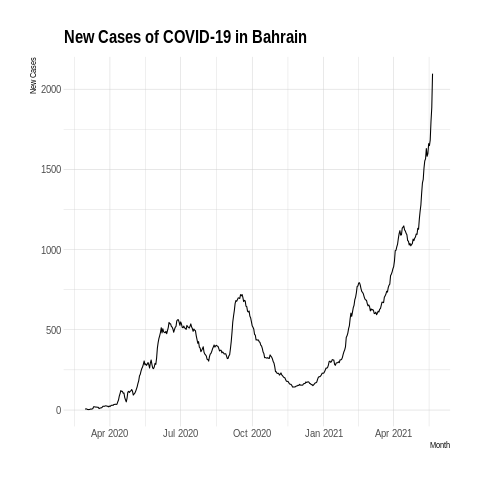 New Cases of COVID-19 in Bahrain
New Cases
2000
1500
1000
500
0
Apr 2020 Jul 2020 Oct 2020 Jan 2021 Apr 2021
Month